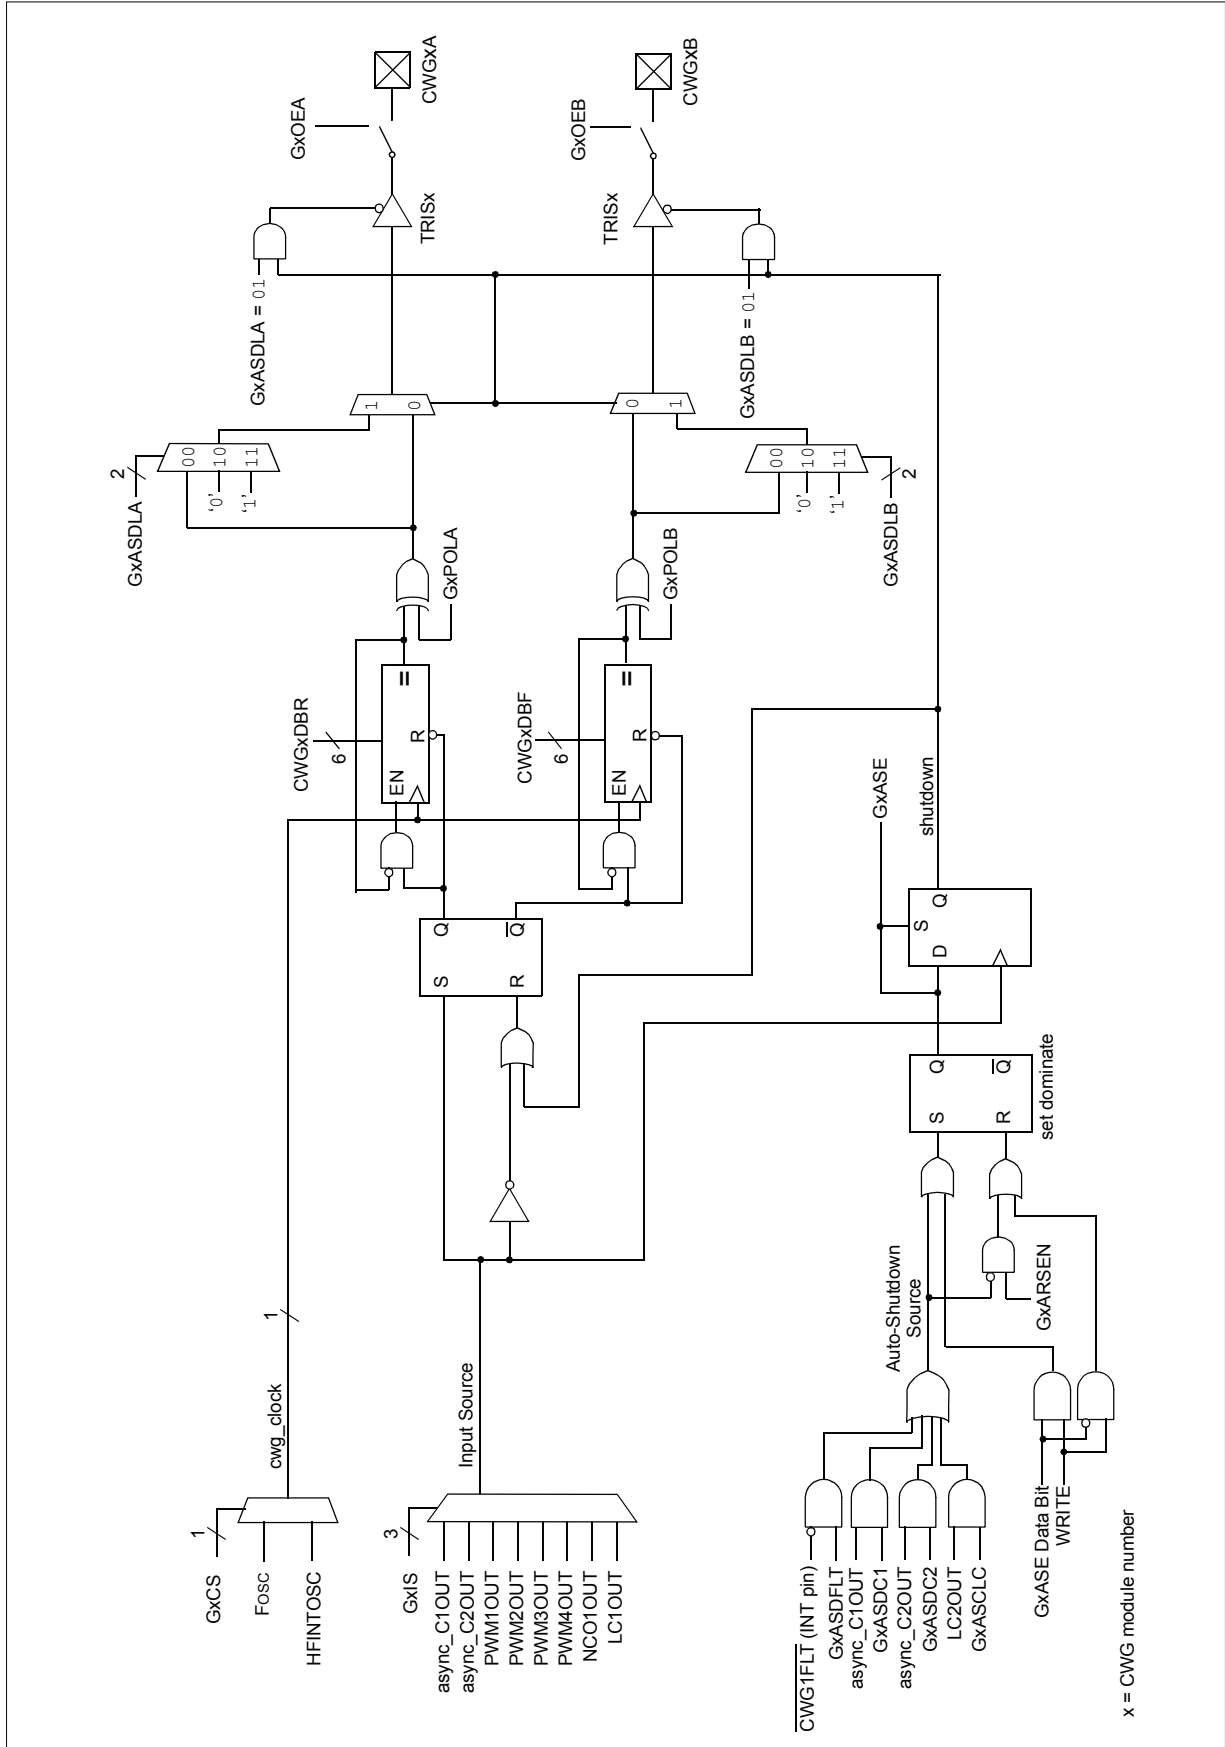 GxCS
1
FOSC
HFINTOSC
cwg_clock
1
GxIS
3
async_C1OUT
async_C2OUT
PWM1OUT
PWM2OUT
PWM3OUT
PWM4OUT
NCO1OUT
LC1OUT
Input Source
S
Q
R
Q
CWGxDBR
6
EN
R
=
GxPOLA
CWGxDBF
6
EN
R
=
GxPOLB
GxASDLA
2
00
10
11
‘0’
‘1’
1
0
GxASDLA = 01
TRISx
GxOEA
CWGxA
0
1
00
10
11
‘0’
‘1’
GxASDLB
2
GxASDLB = 01
TRISx
GxOEB
CWGxB
CWG1FLT (INT pin)
GxASDFLT
async_C1OUT
GxASDC1
async_C2OUT
GxASDC2
LC2OUT
GxASCLC
Auto-Shutdown
Source
GxARSEN
GxASE Data Bit
WRITE
S
Q
R
Q
set dominate
GxASE
S
D
Q
shutdown
x = CWG module number